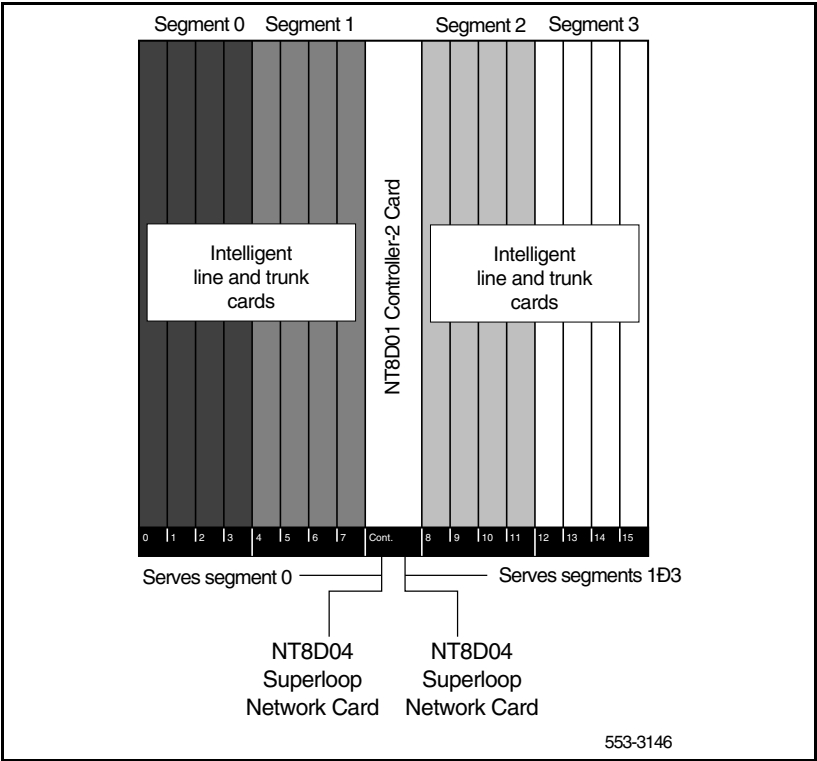 Segment 0 Segment 1 Segment 2 Segment 3
NT8D01 Controller-2 Card
Intelligent
line and trunk
cards
Intelligent
line and trunk
cards
0 1 2 3 4 5 6 7 Cont. 8 9 10 11 12 13 14 15
Serves segment 0
Serves segments 1Ð3
NT8D04
Superloop
Network Card
NT8D04
Superloop
Network Card
553-3146